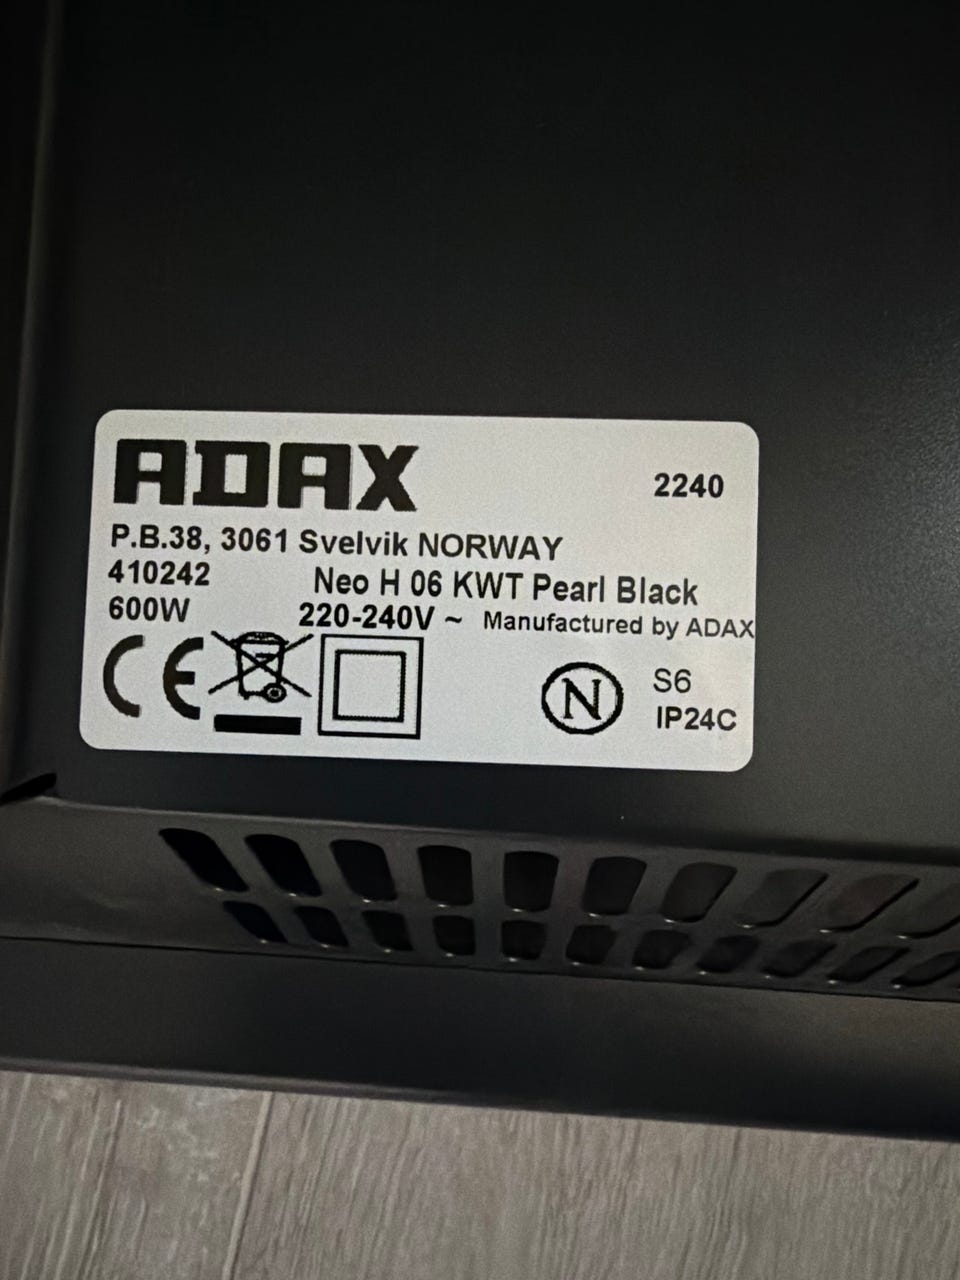 ADAX
2240
P.B.38, 3061 Svelvik NORWAY
410242 Neo H 06 KWT Pearl Black
600W 220-240V ~ Manufactured by ADAX
CE N S6
IP24C